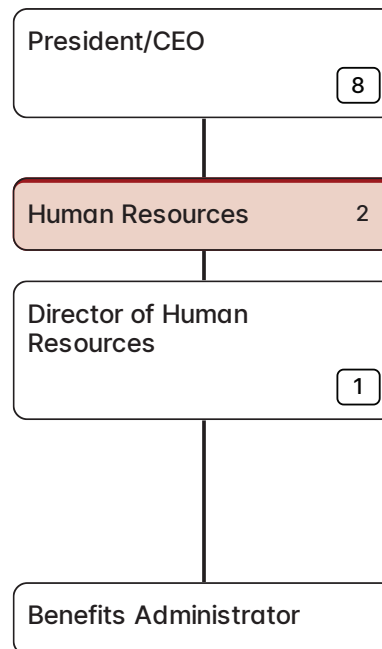 President/CEO
8
Human Resources 2
Director of Human
Resources
1
Benefits Administrator